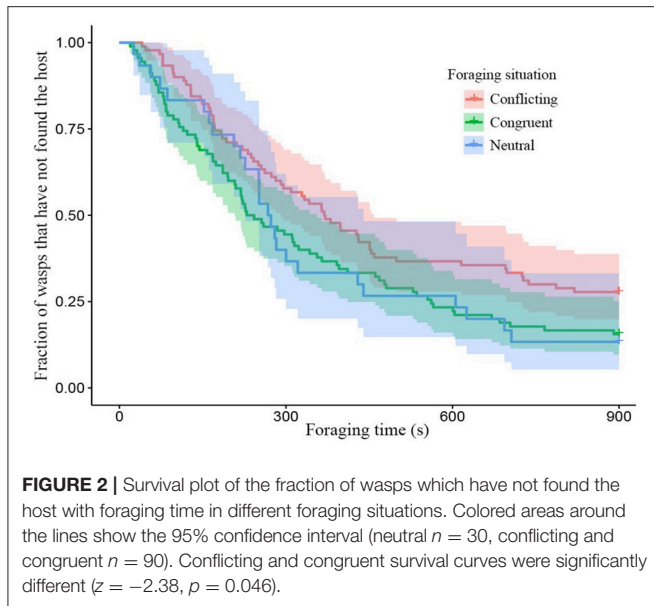 1.00
0.75
0.50
0.25
0.00
Fraction of wasps that have not found the host
Foraging situation
Conflicting
Congruent
Neutral
0
300
600
900
Foraging time (s)
FIGURE 2 | Survival plot of the fraction of wasps which have not found the
host with foraging time in different foraging situations. Colored areas around
the lines show the 95% confidence interval (neutral n = 30, conflicting and
congruent n = 90). Conflicting and congruent survival curves were significantly
different (z = −2.38, p = 0.046).